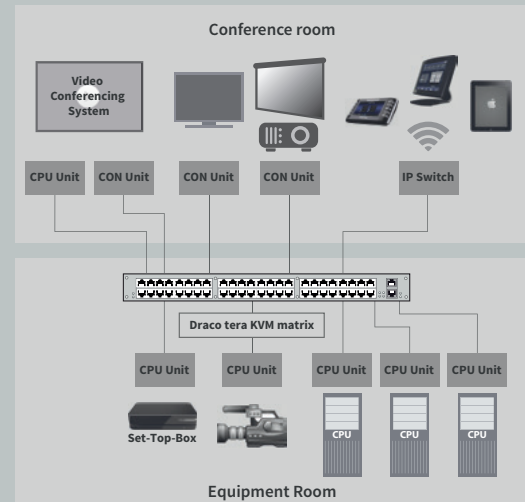 Conference room
Video
Conferencing
System
CPU Unit
CON Unit
CON Unit
CON Unit
IP Switch
Draco tera KVM matrix
CPU Unit
CPU Unit
CPU Unit
CPU Unit
CPU Unit
Set-Top-Box
CPU
CPU
CPU
Equipment Room